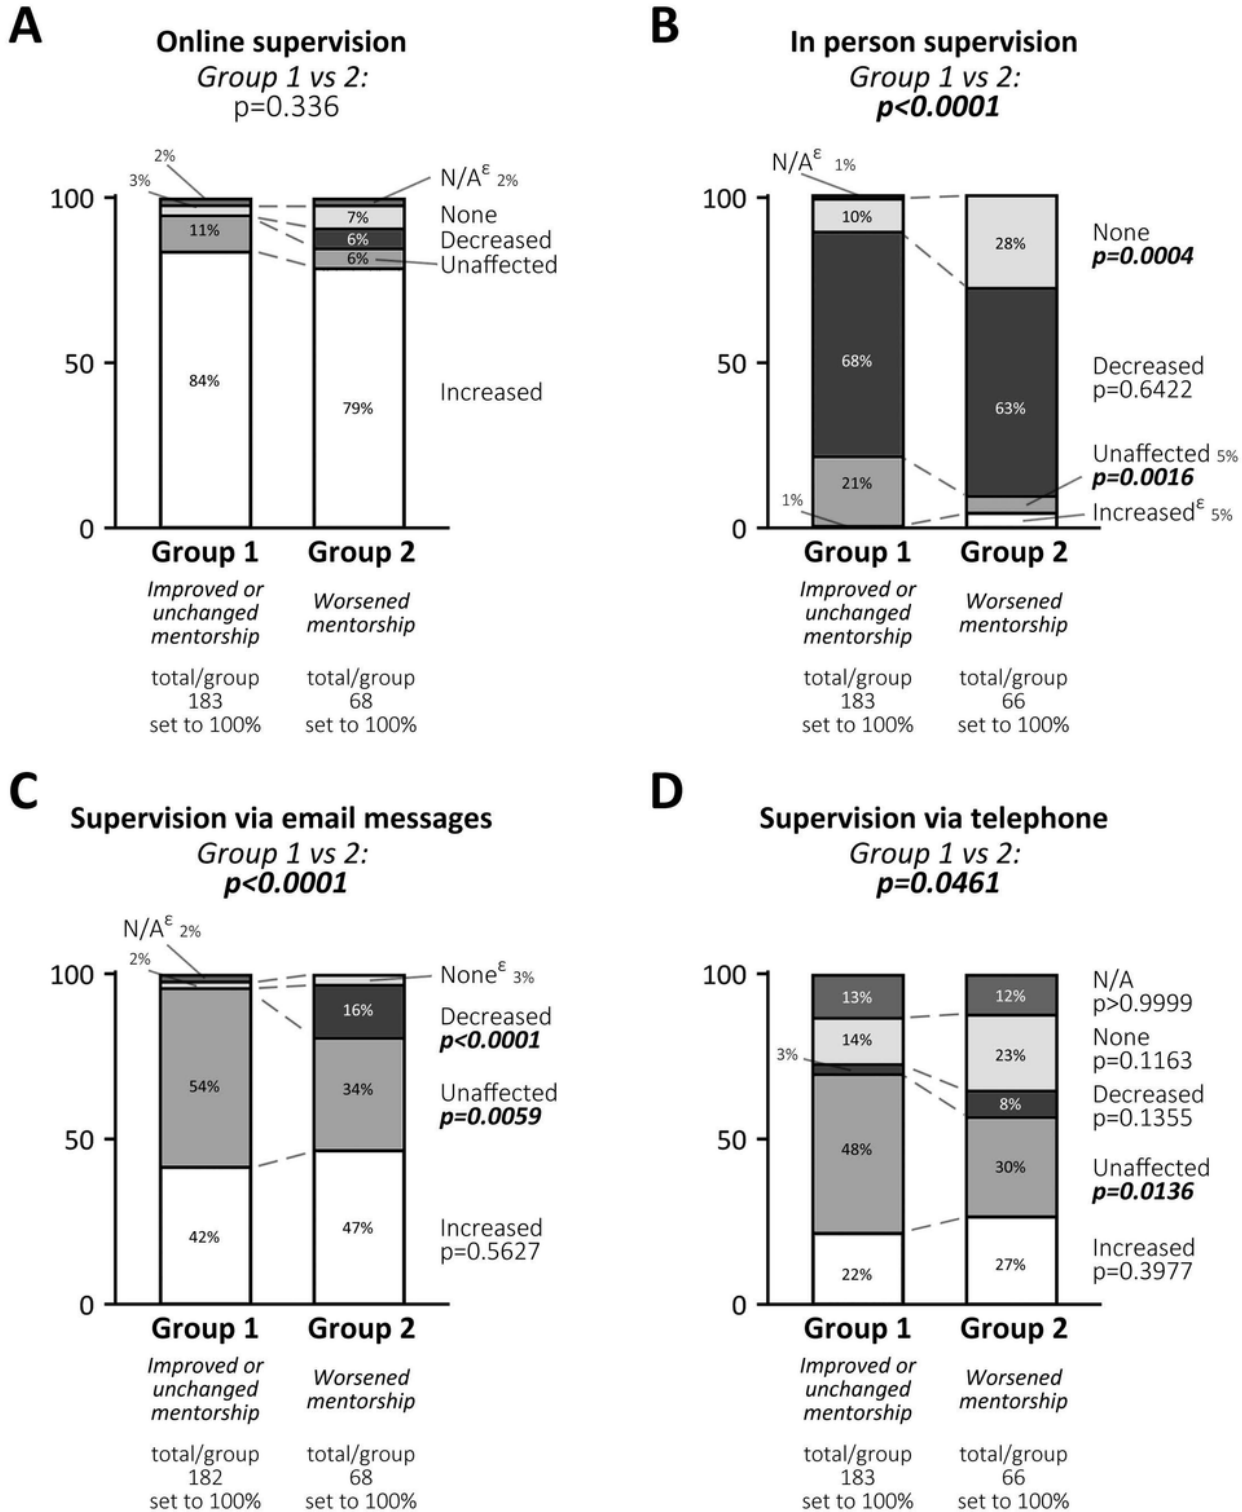 A
Online supervision
Group 1 vs 2:
p=0.336
2%
3%
N/Aε 2%
100
None
7%
11%
Decreased
6%
Unaffected
6%
50
84%
79%
Increased
0
Group 1
Group 2
Improved or
unchanged
mentorship
Worsened
mentorship
total/group
183
set to 100%
total/group
68
set to 100%
B
In person supervision
Group 1 vs 2:
p<0.0001
N/Aε 1%
100
10%
28%
None
p=0.0004
50
68%
63%
Decreased
p=0.6422
21%
Unaffected 5%
p=0.0016
1%
Increasedε 5%
0
Group 1
Group 2
Improved or
unchanged
mentorship
Worsened
mentorship
total/group
183
set to 100%
total/group
66
set to 100%
C
Supervision via email messages
Group 1 vs 2:
p<0.0001
N/Aε 2%
2%
100
Noneε 3%
16%
Decreased
p<0.0001
54%
34%
Unaffected
p=0.0059
50
42%
47%
Increased
p=0.5627
0
Group 1
Group 2
Improved or
unchanged
mentorship
Worsened
mentorship
total/group
182
set to 100%
total/group
68
set to 100%
D
Supervision via telephone
Group 1 vs 2:
p=0.0461
100
13%
12%
N/A
p>0.9999
14%
23%
None
p=0.1163
3%
8%
Decreased
p=0.1355
50
48%
30%
Unaffected
p=0.0136
22%
27%
Increased
p=0.3977
0
Group 1
Group 2
Improved or
unchanged
mentorship
Worsened
mentorship
total/group
183
set to 100%
total/group
66
set to 100%